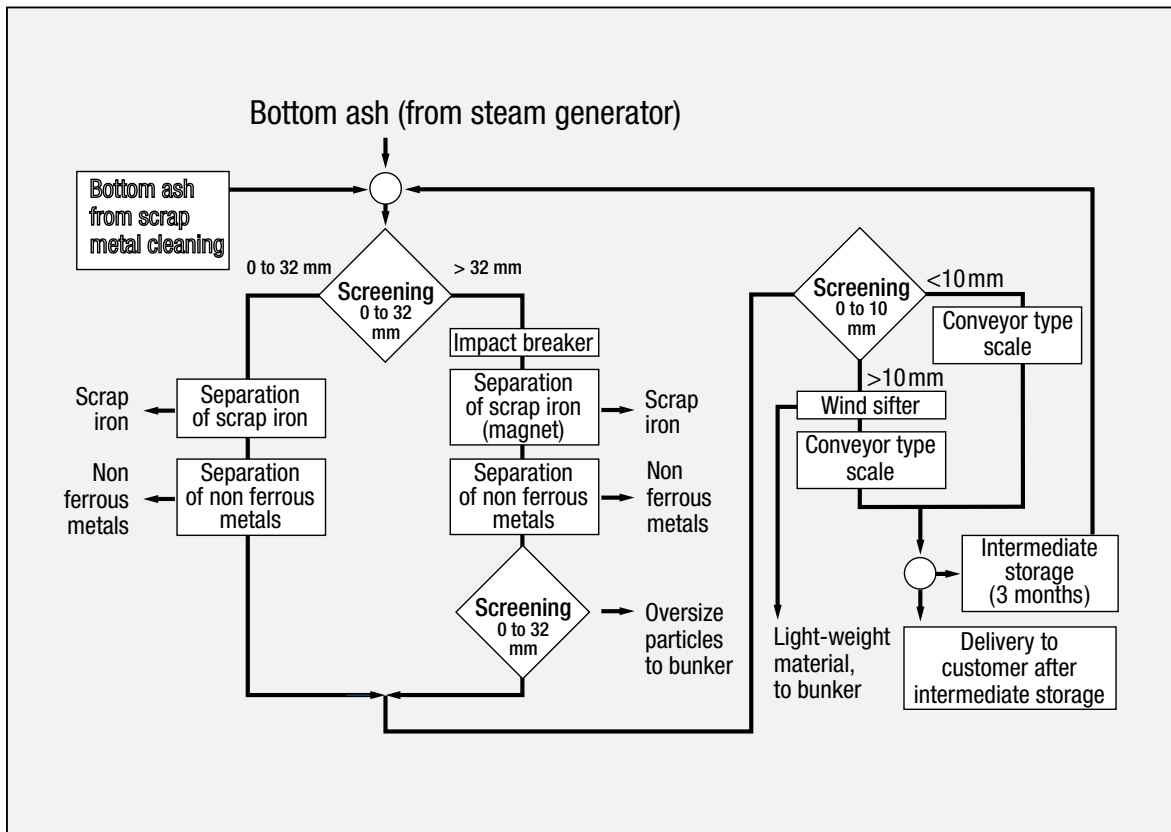 Bottom ash (from steam generator)
Bottom ash
from scrap
metal cleaning
0 to 32 mm
> 32 mm
Screening
0 to 32
mm
Impact breaker
Scrap
iron
Separation
of scrap iron
Separation
of scrap iron
(magnet)
Scrap
iron
Non
ferrous
metals
Separation
of non ferrous
metals
Separation
of non ferrous
metals
Non
ferrous
metals
Screening
0 to 32
mm
Oversize
particles
to bunker
Screening
0 to 10
mm
<10 mm
Conveyor type
scale
>10 mm
Wind sifter
Conveyor type
scale
Light-weight
material,
to bunker
Intermediate
storage
(3 months)
Delivery to
customer after
intermediate storage